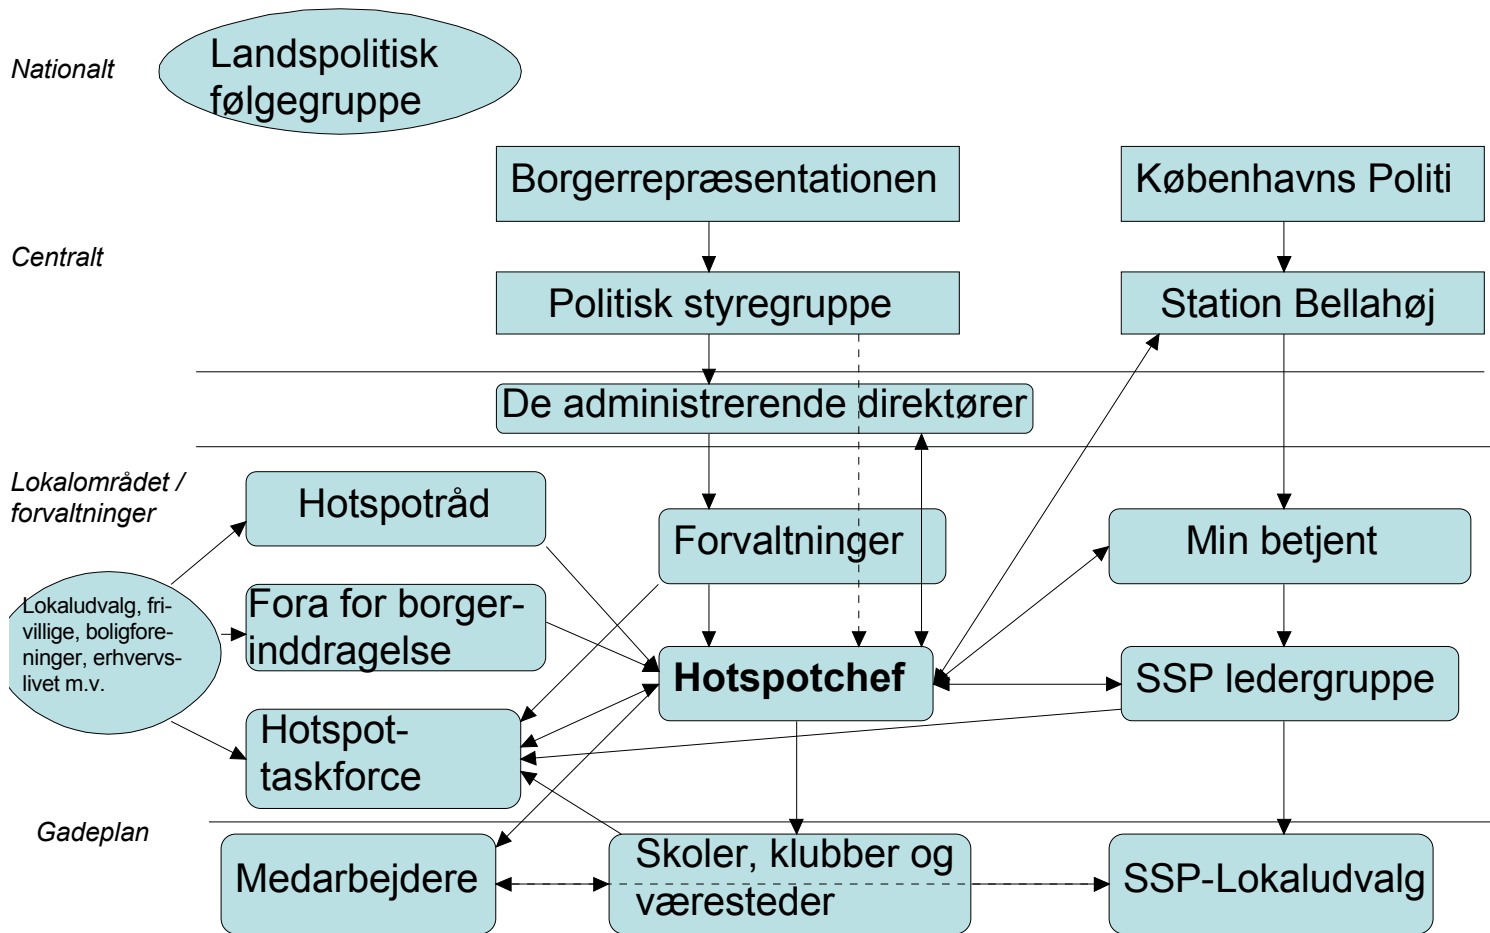 Nationalt
Landspolitisk
følgegruppe
Borgerrepræsentationen
Københavns Politi
Centralt
Politisk styregruppe
Station Bellahøj
De administrerende direktører
Lokalområdet /
forvaltninger
Hotspotråd
Forvaltninger
Min betjent
Lokaludvalg, fri-
villige, boligfore-
ninger, erhvervs-
livet m.v.
Fora for borger-
inddragelse
Hotspotchef
SSP ledergruppe
Hotspot-
taskforce
Gadeplan
Medarbejdere
Skoler, klubber og
væresteder
SSP-Lokaludvalg